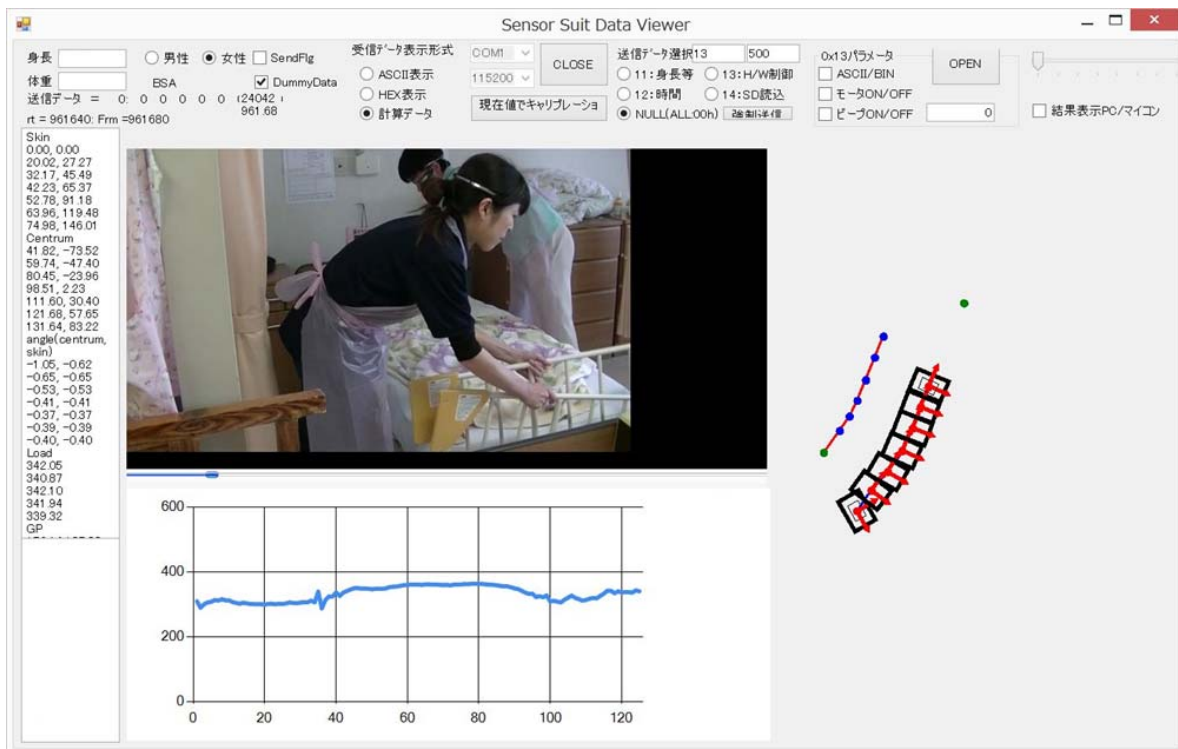 Sensor Suit Data Viewer
身長
男性
女性
SendFlg
体重
BSA
DummyData
送信データ = 0: 0 0 0 0 0 (24042 )
961.68
rt = 961640: Frm =961680
受信データ表示形式
ASCII表示
HEX表示
計算データ
COM1
115200
CLOSE
現在値でキャリブレーショ
送信データ選択 13 500
11:身長等
13:H/W制御
12:時間
14:SD読込
NULL(ALL:00h)
強制送信
0x13パラメータ
ASCII/BIN
モータON/OFF
ビープON/OFF
0
OPEN
結果表示PC/マイコン
Skin
0.00, 0.00
20.02, 27.27
32.17, 45.49
42.23, 65.37
52.78, 91.18
63.96, 119.48
74.98, 146.01
Centrum
41.82, -73.52
59.74, -47.40
80.45, -23.96
98.51, 2.23
111.60, 30.40
121.68, 57.65
131.64, 83.22
angle(centrum,
skin)
-1.05, -0.62
-0.65, -0.65
-0.53, -0.53
-0.41, -0.41
-0.37, -0.37
-0.39, -0.39
-0.40, -0.40
Load
342.05
340.87
342.10
341.94
339.32
GP
600
400
200
0
0 20 40 60 80 100 120